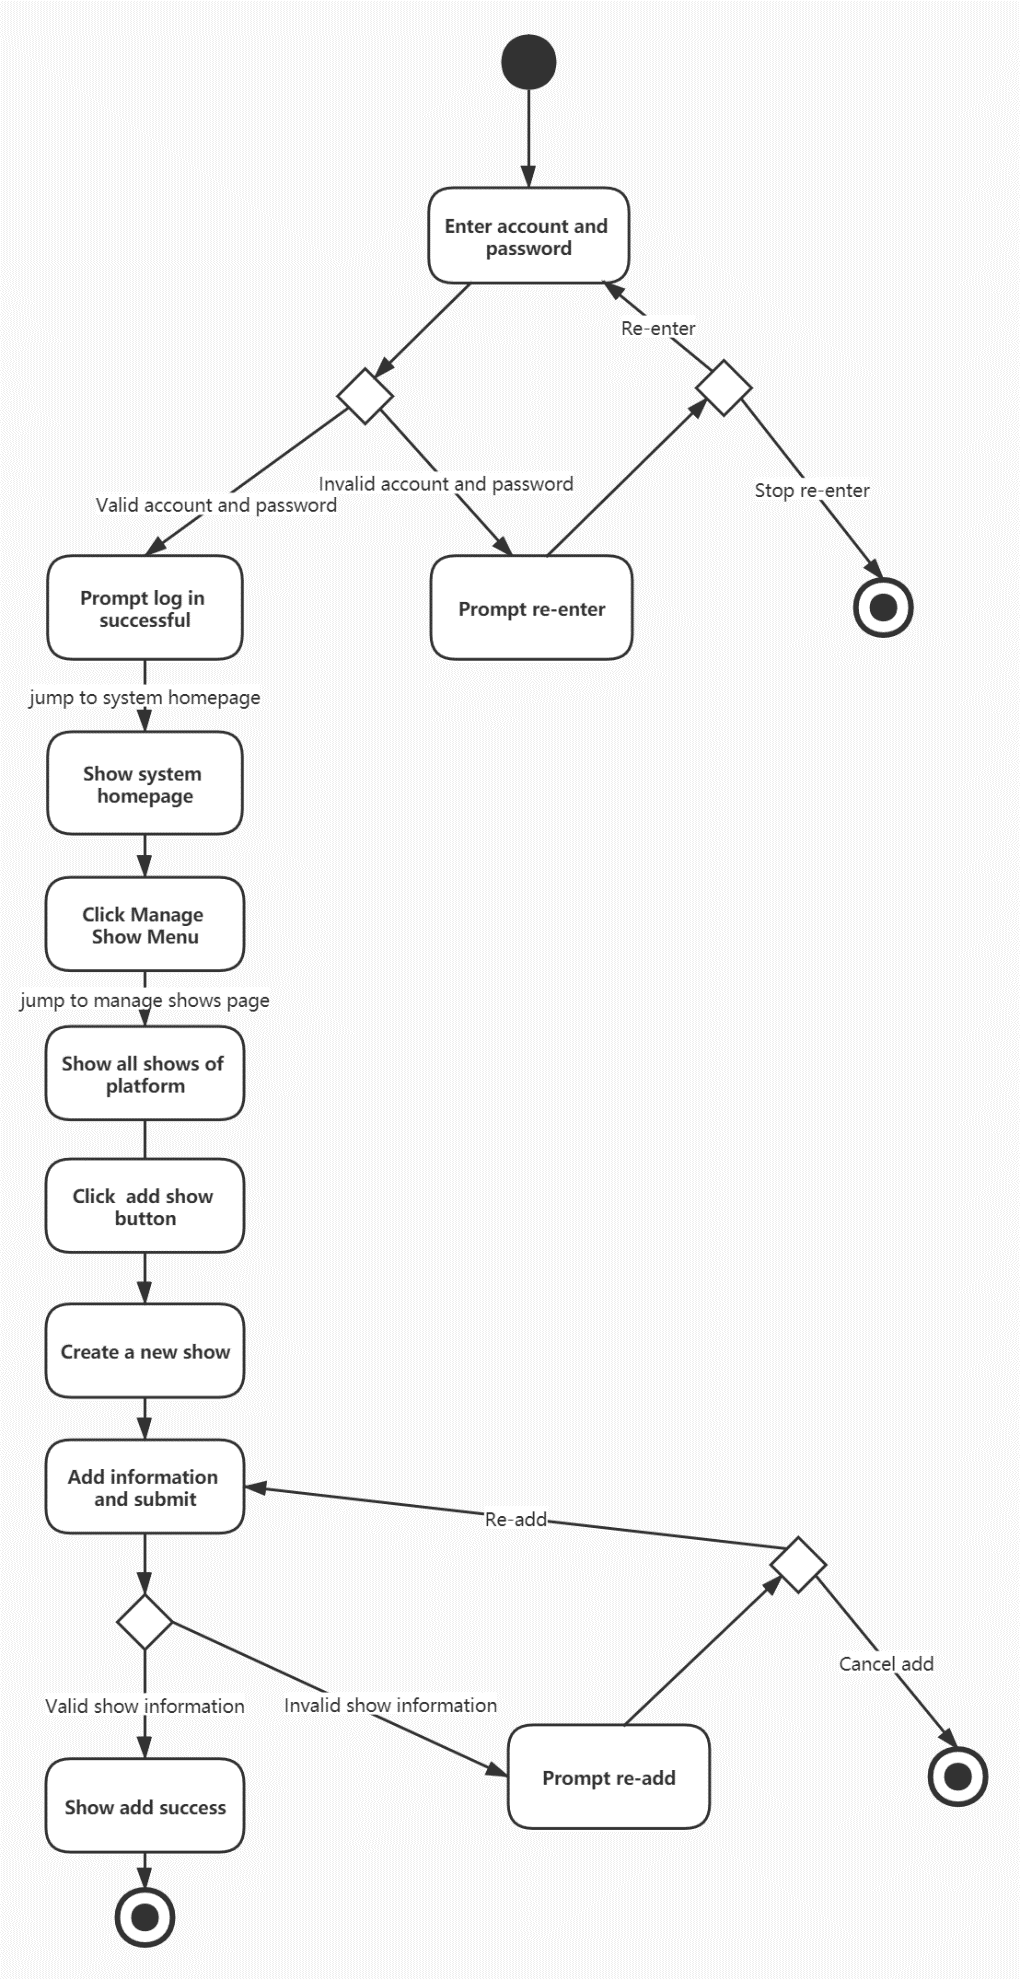 Enter account and
password
Re-enter
Invalid account and password
Stop re-enter
Valid account and password
Prompt log in
successful
Prompt re-enter
jump to system homepage
Show system
homepage
Click Manage
Show Menu
jump to manage shows page
Show all shows of
platform
Click  add show
button
Create a new show
Add information
and submit
Re-add
Cancel add
Valid show information
Invalid show information
Prompt re-add
Show add success